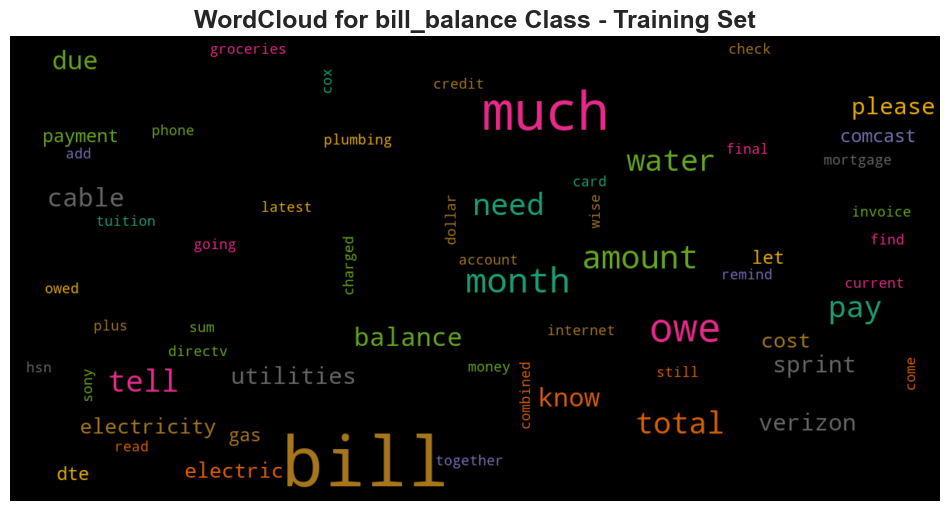 WordCloud for bill_balance Class - Training Set
groceries
check
due
cox
credit
much
please
payment
phone
plumbing
comcast
add
water
final
mortgage
cable
card
need
tuition
latest
dollar
wise
invoice
going
charged
account
amount
let
find
remind
month
current
owed
pay
plus
sum
balance
internet
owe
cost
directv
hsn
sony
tell
utilities
money
still
sprint
come
combined
know
electricity
gas
total
verizon
read
dte
electric
bill
together